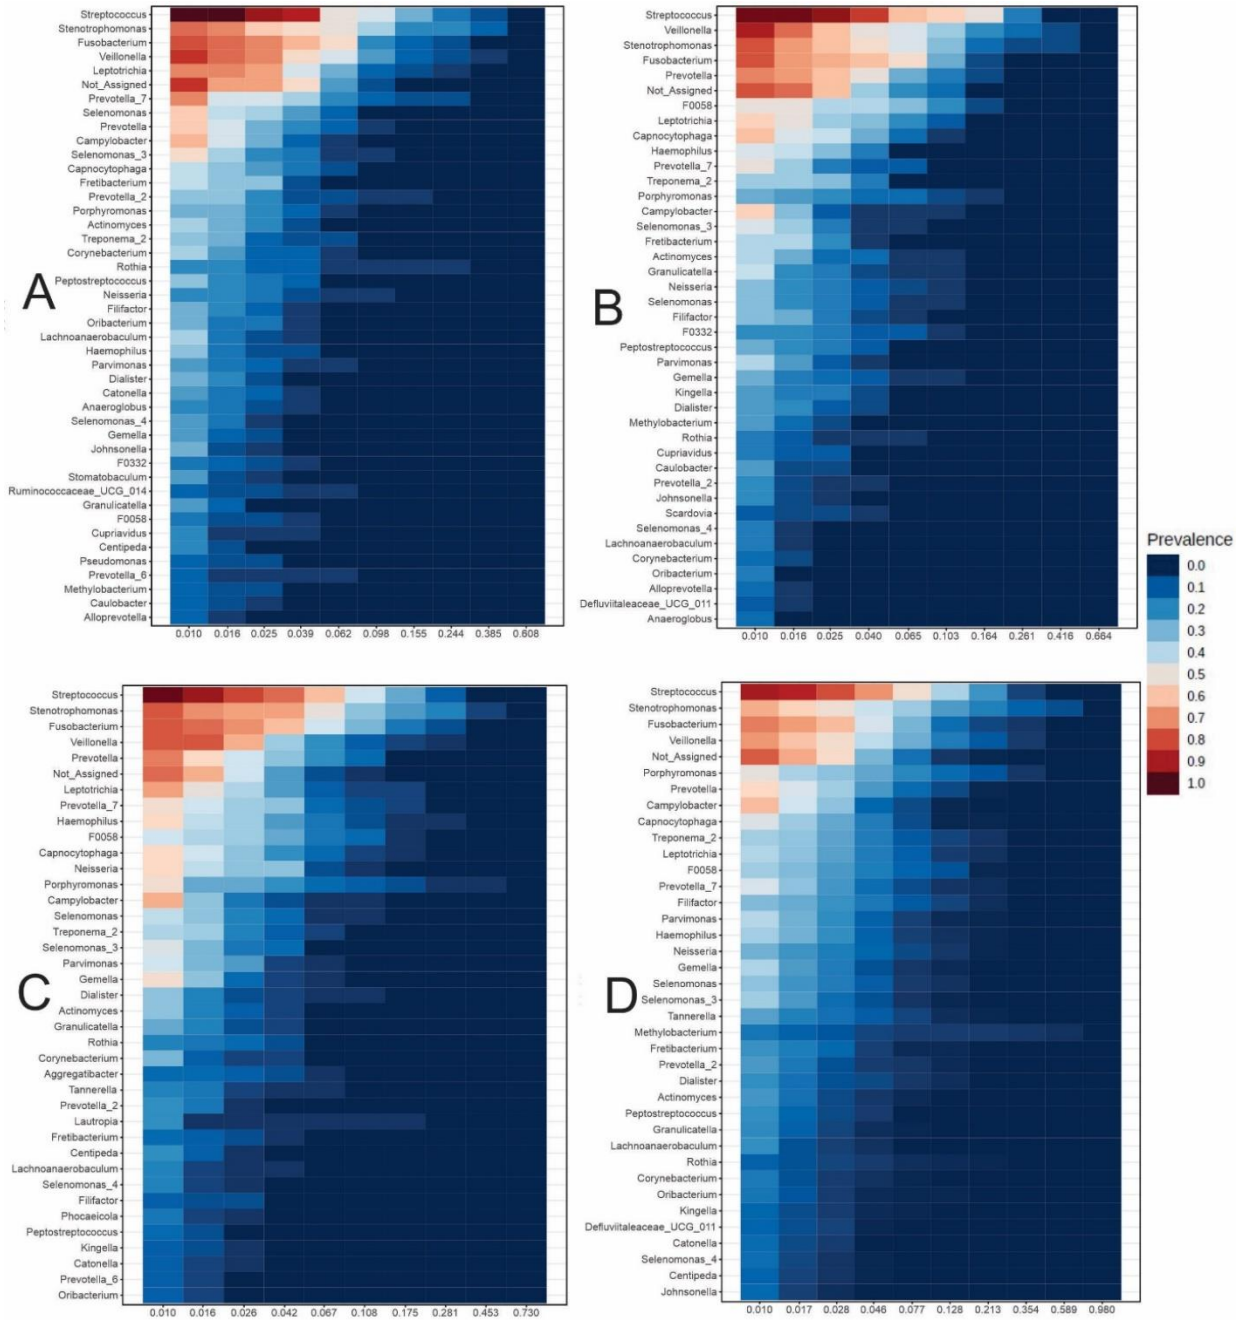 Streptococcus
Stenotrophomonas
Fusobacterium
Veillonella
Leptotrichia
Not_Assigned
Prevotella_7
Selenomonas
Prevotella
Campylobacter
Selenomonas_3
Capnocytophaga
Fretibacterium
Prevotella_2
Porphyromonas
Actinomyces
Treponema_2
Corynebacterium
Rothia
Peptostreptococcus
Neisseria
Filifactor
Oribacterium
Lachnoanaerobaculum
Haemophilus
Parvimonas
Dialister
Catonella
Anaeroglobus
Selenomonas_4
Gemella
Johnsonella
F0332
Stomatobaculum
Ruminococcaceae_UCG_014
Granulicatella
F0058
Cupriavidus
Centipeda
Pseudomonas
Prevotella_6
Methylobacterium
Caulobacter
Alloprevotella
A
0.010 0.016 0.025 0.039 0.062 0.098 0.155 0.244 0.385 0.608
Streptococcus
Veillonella
Stenotrophomonas
Fusobacterium
Prevotella
Not_Assigned
F0058
Leptotrichia
Capnocytophaga
Haemophilus
Prevotella_7
Treponema_2
Porphyromonas
Campylobacter
Selenomonas_3
Fretibacterium
Actinomyces
Granulicatella
Neisseria
Selenomonas
Filifactor
F0332
Peptostreptococcus
Parvimonas
Gemella
Kingella
Dialister
Methylobacterium
Rothia
Cupriavidus
Caulobacter
Prevotella_2
Johnsonella
Scardovia
Selenomonas_4
Lachnoanaerobaculum
Corynebacterium
Oribacterium
Alloprevotella
Defluviitaleaceae_UCG_011
Anaeroglobus
B
0.010 0.016 0.025 0.040 0.065 0.103 0.164 0.261 0.416 0.664
Prevalence
0.0
0.1
0.2
0.3
0.4
0.5
0.6
0.7
0.8
0.9
1.0
Streptococcus
Stenotrophomonas
Fusobacterium
Veillonella
Prevotella
Not_Assigned
Leptotrichia
Prevotella_7
Haemophilus
F0058
Capnocytophaga
Neisseria
Porphyromonas
Campylobacter
Selenomonas
Treponema_2
Selenomonas_3
Parvimonas
Gemella
Dialister
Actinomyces
Granulicatella
Rothia
Corynebacterium
Aggregatibacter
Tannerella
Prevotella_2
Lautropia
Fretibacterium
Centipeda
Lachnoanaerobaculum
Selenomonas_4
Filifactor
Phocaeicola
Peptostreptococcus
Kingella
Catonella
Prevotella_6
Oribacterium
C
0.010 0.016 0.026 0.042 0.067 0.108 0.175 0.281 0.453 0.730
Streptococcus
Stenotrophomonas
Fusobacterium
Veillonella
Not_Assigned
Porphyromonas
Prevotella
Campylobacter
Capnocytophaga
Treponema_2
Leptotrichia
F0058
Prevotella_7
Filifactor
Parvimonas
Haemophilus
Neisseria
Gemella
Selenomonas
Selenomonas_3
Tannerella
Methylobacterium
Fretibacterium
Prevotella_2
Dialister
Actinomyces
Peptostreptococcus
Granulicatella
Lachnoanaerobaculum
Rothia
Corynebacterium
Oribacterium
Kingella
Defluviitaleaceae_UCG_011
Catonella
Selenomonas_4
Centipeda
Johnsonella
D
0.010 0.017 0.028 0.046 0.077 0.128 0.213 0.354 0.589 0.980